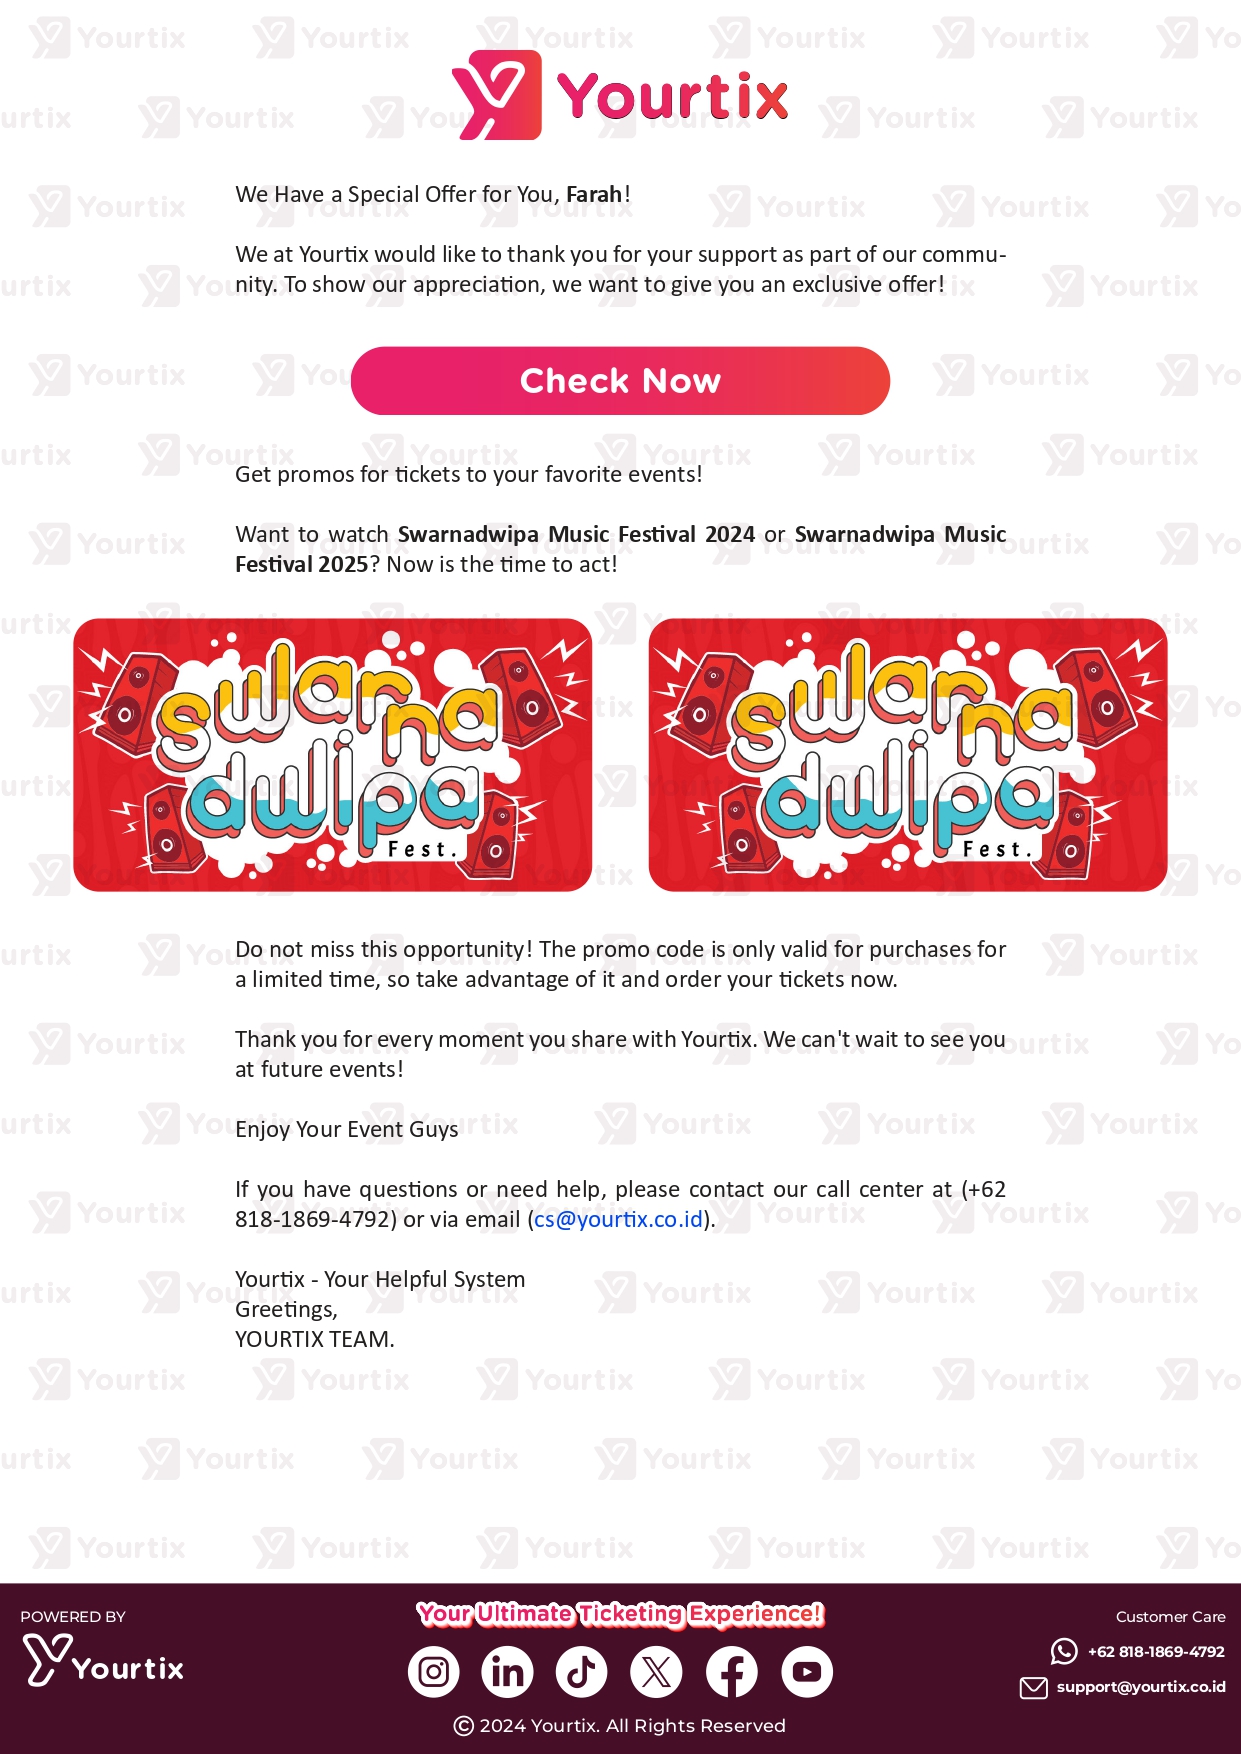 Yourtix
We Have a Special Offer for You, Farah!
We at Yourtix would like to thank you for your support as part of our commu-
nity. To show our appreciation, we want to give you an exclusive offer!
Check Now
Get promos for tickets to your favorite events!
Want to watch Swarnadwipa Music Festival 2024 or Swarnadwipa Music
Festival 2025? Now is the time to act!
swarna
dwipa
Fest.
swarna
dwipa
Fest.
Do not miss this opportunity! The promo code is only valid for purchases for
a limited time, so take advantage of it and order your tickets now.
Thank you for every moment you share with Yourtix. We can't wait to see you
at future events!
Enjoy Your Event Guys
If you have questions or need help, please contact our call center at (+62
818-1869-4792) or via email (cs@yourtix.co.id).
Yourtix - Your Helpful System
Greetings,
YOURTIX TEAM.
POWERED BY
Yourtix
Your Ultimate Ticketing Experience!
© 2024 Yourtix. All Rights Reserved
Customer Care
+62 818-1869-4792
support@yourtix.co.id